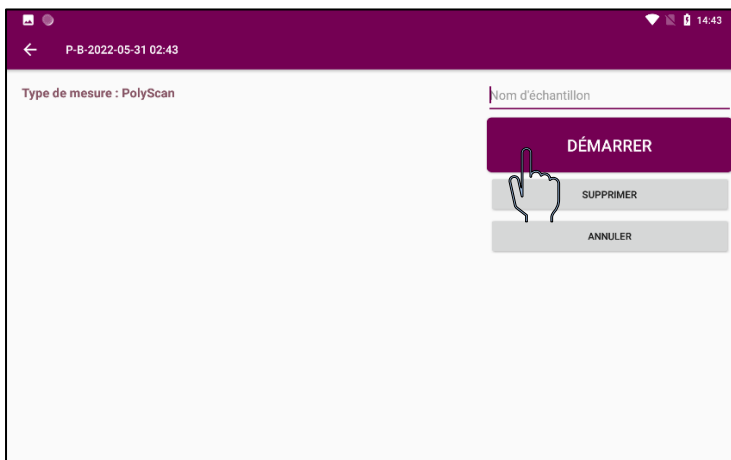 14:43
P-B-2022-05-31 02:43
Type de mesure : PolyScan
Nom d'échantillon
DÉMARRER
SUPPRIMER
ANNULER